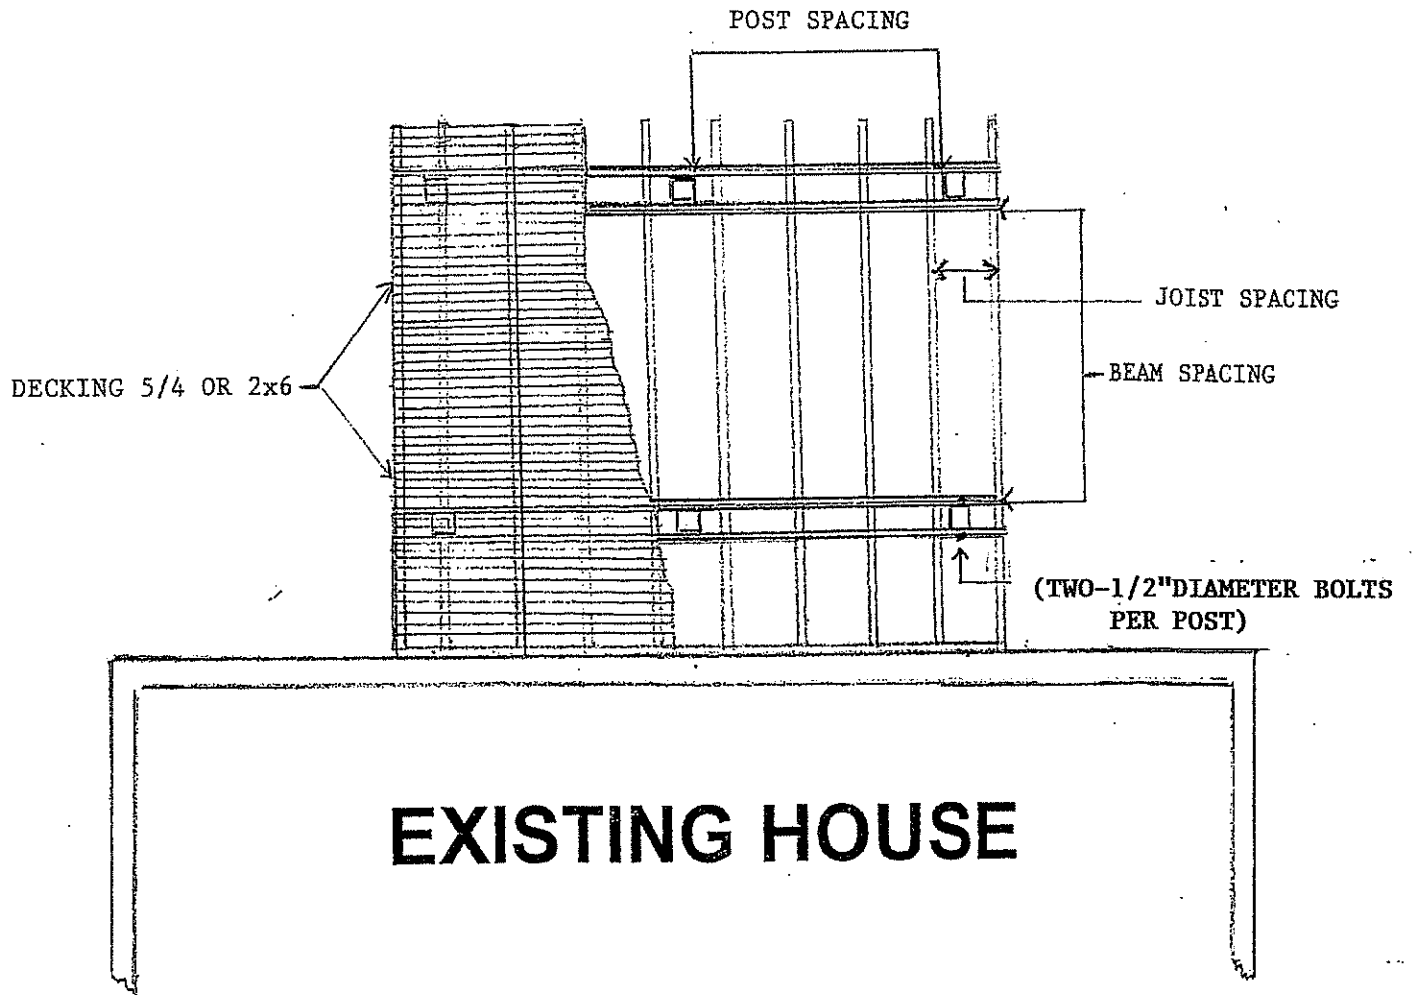 POST SPACING
JOIST SPACING
BEAM SPACING
DECKING 5/4 OR 2x6
(TWO-1/2"DIAMETER BOLTS
PER POST)
EXISTING HOUSE